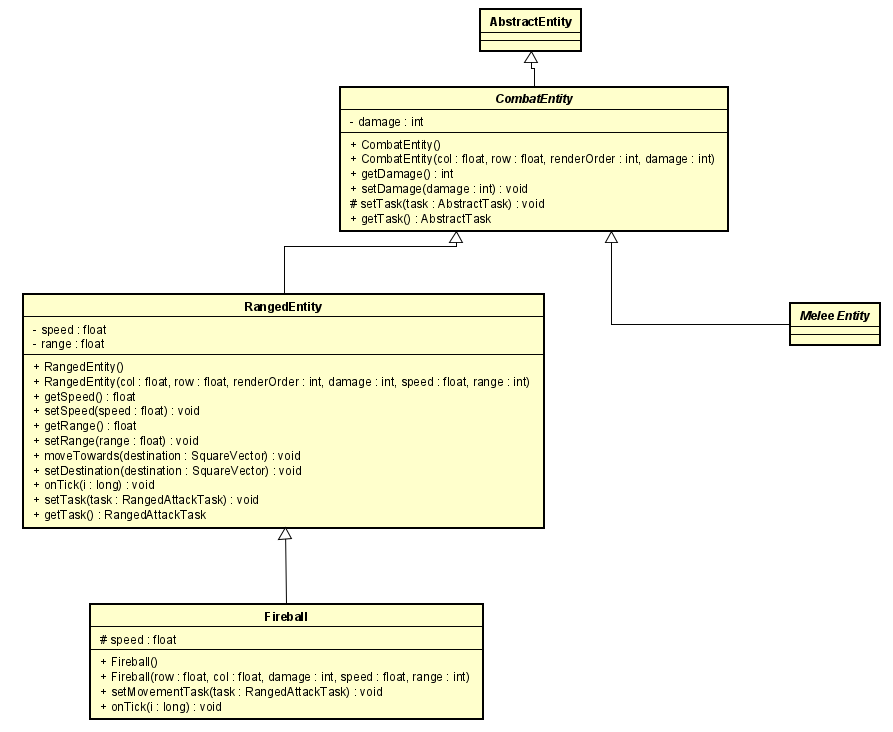 AbstractEntity
CombatEntity
- damage : int
+ CombatEntity()
+ CombatEntity(col : float, row : float, renderOrder : int, damage : int)
+ getDamage() : int
+ setDamage(damage : int) : void
# setTask(task : AbstractTask) : void
+ getTask() : AbstractTask
RangedEntity
- speed : float
- range : float
+ RangedEntity()
+ RangedEntity(col : float, row : float, renderOrder : int, damage : int, speed : float, range : int)
+ getSpeed() : float
+ setSpeed(speed : float) : void
+ getRange() : float
+ setRange(range : float) : void
+ moveTowards(destination : SquareVector) : void
+ setDestination(destination : SquareVector) : void
+ onTick(i : long) : void
+ setTask(task : RangedAttackTask) : void
+ getTask() : RangedAttackTask
Melee Entity
Fireball
# speed : float
+ Fireball()
+ Fireball(row : float, col : float, damage : int, speed : float, range : int)
+ setMovementTask(task : RangedAttackTask) : void
+ onTick(i : long) : void